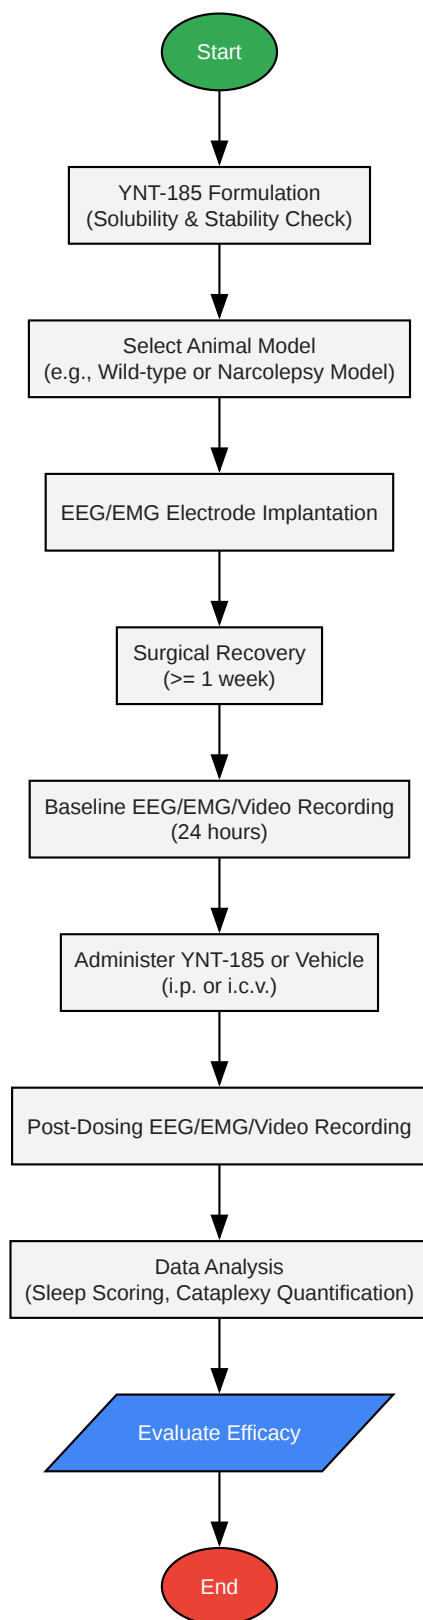 Start
YNT-185 Formulation
(Solubility & Stability Check)
Select Animal Model
(e.g., Wild-type or Narcolepsy Model)
EEG/EMG Electrode Implantation
Surgical Recovery
(>= 1 week)
Baseline EEG/EMG/Video Recording
(24 hours)
Administer YNT-185 or Vehicle
(i.p. or i.c.v.)
Post-Dosing EEG/EMG/Video Recording
Data Analysis
(Sleep Scoring, Cataplexy Quantification)
Evaluate Efficacy
End